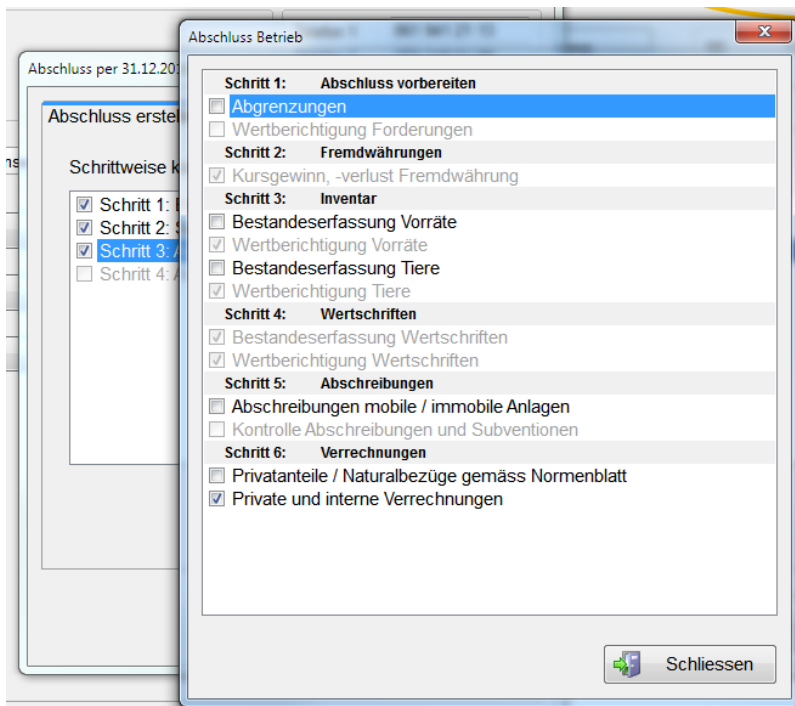 Abschluss Betrieb
Schritt 1: Abschluss vorbereiten
Abgrenzungen
Wertberichtigung Forderungen
Schritt 2: Fremdwährungen
Kursgewinn, -verlust Fremdwährung
Schritt 3: Inventar
Bestandeserfassung Vorräte
Wertberichtigung Vorräte
Bestandeserfassung Tiere
Wertberichtigung Tiere
Schritt 4: Wertschriften
Bestandeserfassung Wertschriften
Wertberichtigung Wertschriften
Schritt 5: Abschreibungen
Abschreibungen mobile / immobile Anlagen
Kontrolle Abschreibungen und Subventionen
Schritt 6: Verrechnungen
Privatanteile / Naturalbezüge gemäss Normenblatt
Private und interne Verrechnungen
Schliessen
Abschluss per 31.12.20
Abschluss erstel
Schrittweise k
Schritt 1:
Schritt 2:
Schritt 3:
Schritt 4: